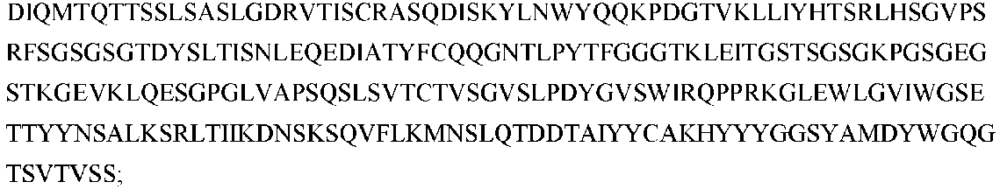 DIQMTQTTSSLSASLGDRVTISCRASQDISKYLNWYQQKPDGTVKLLIYHTSRLHSGVPS
RFSGSGSGTDYSLTISNLEQEDIATYFCQQGNTLPYTFGGGTKLEITGSTSGSGKPGSGEG
STKGEVKLQESGPGLVAPSQSLSVTCTVSGVSLPDYGVSWIRQPPRKGLEWLGVIWGSE
TTYYNSALKSRLTIIKDNSKSQVFLKMNSLQTDDTAIYYCAKHYYYGGSYAMDYWGQG
TSVTVSS;